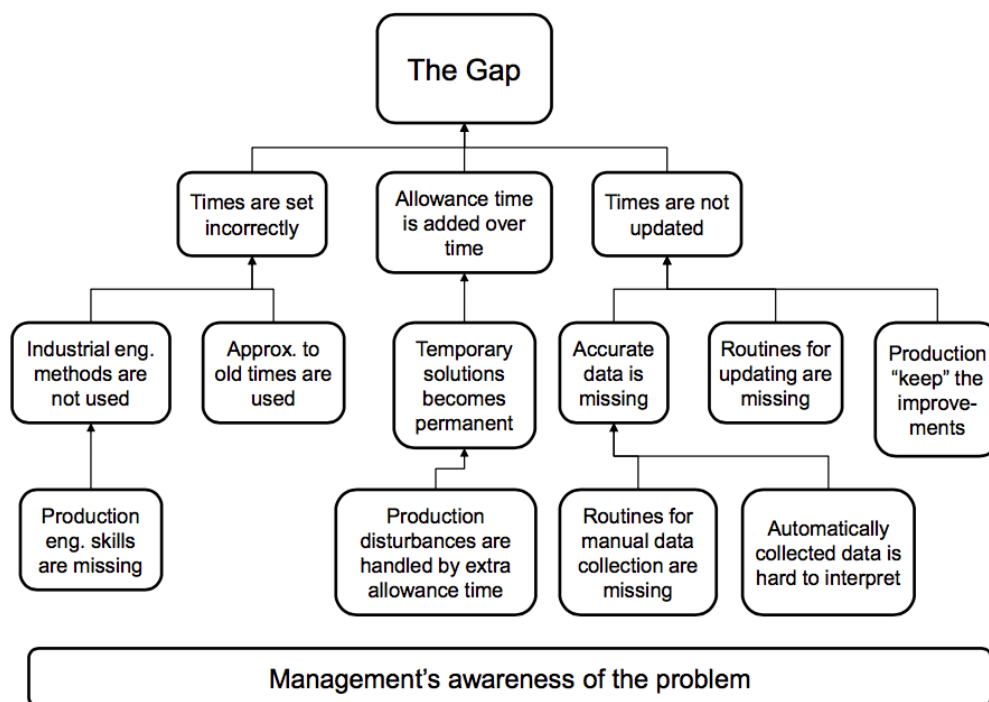 The Gap
Times are set
incorrectly
Allowance time
is added over
time
Times are not
updated
Industrial eng.
methods are
not used
Approx. to
old times are
used
Temporary
solutions
becomes
permanent
Accurate
data is
missing
Routines for
updating are
missing
Production
“keep” the
improve-
ments
Production
eng. skills
are missing
Production
disturbances are
handled by extra
allowance time
Routines for
manual data
collection are
missing
Automatically
collected data is
hard to interpret
Management’s awareness of the problem